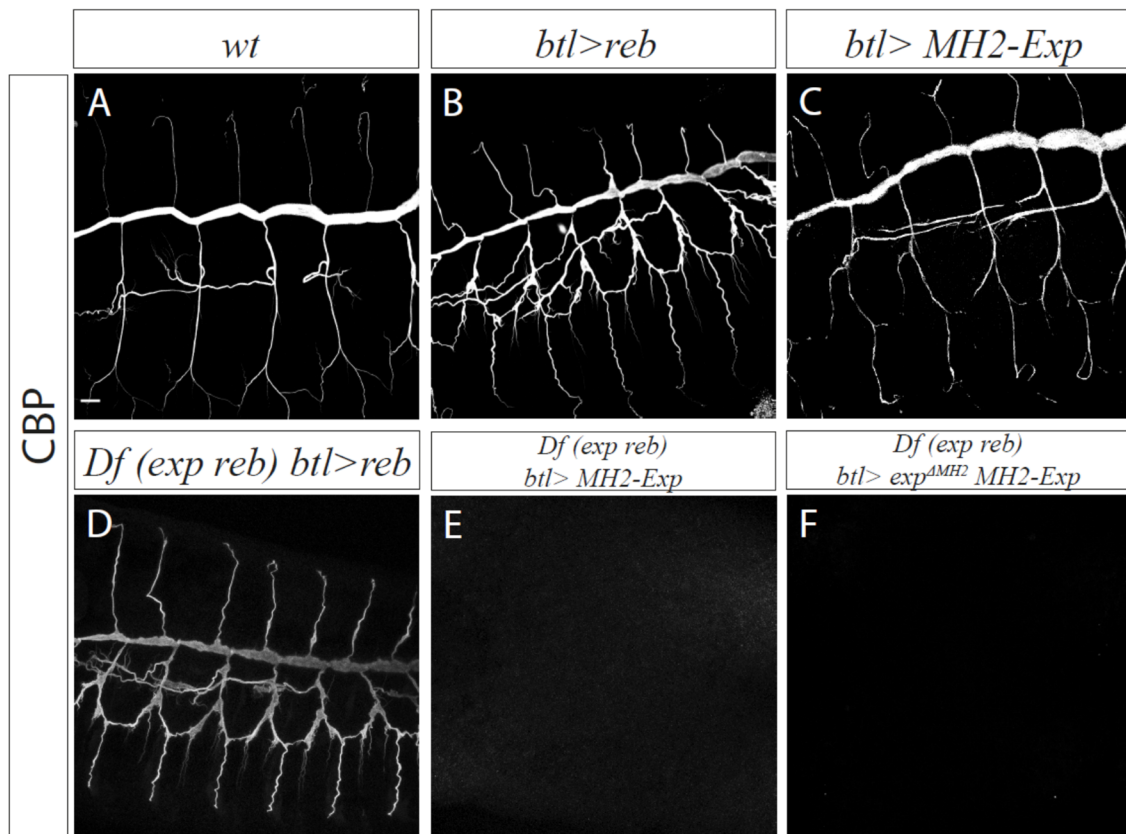 wt
btl>reb
btl> MH2-Exp
A
B
C
CBP
Df (exp reb) btl>reb
Df (exp reb)
btl> MH2-Exp
Df (exp reb)
btl> exp^ΔMH2 MH2-Exp
D
E
F